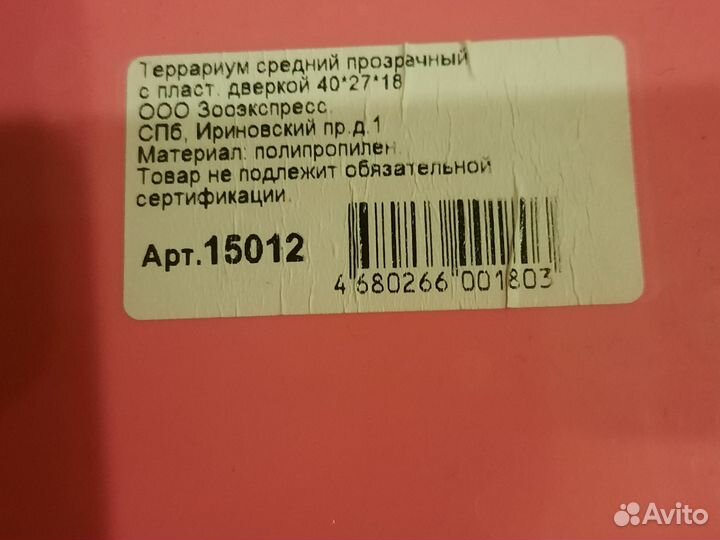 Террариум средний прозрачный
с пласт. дверкой 40*27*18
ООО Зооэкспресс.
СПб, Ириновский пр.д.1
Материал: полипропилен.
Товар не подлежит обязательной
сертификации.
Арт.15012
4 680266 001803
Avito